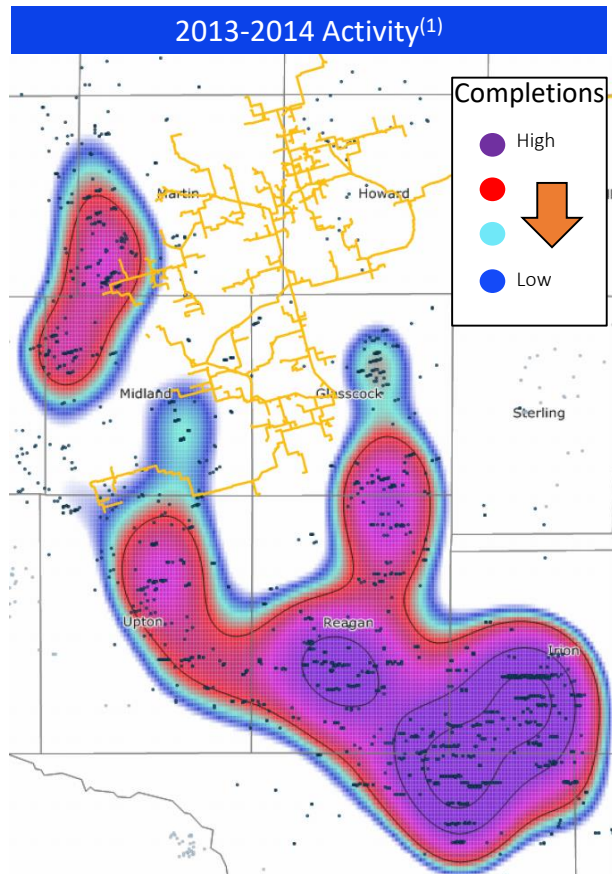 2013-2014 Activity(1)
Completions
High
Low
Martin
Howard
Midland
Glasscock
Sterling
Upton
Reagan
Irion